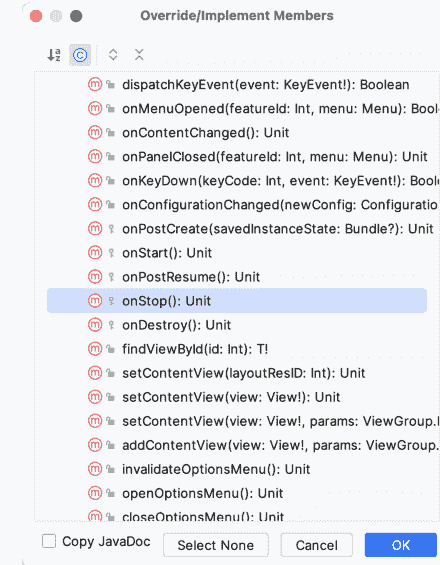 Override/Implement Members
dispatchKeyEvent(event: KeyEvent!): Boolean
onMenuOpened(featureId: Int, menu: Menu): Bool
onContentChanged(): Unit
onPanelClosed(featureId: Int, menu: Menu): Unit
onKeyDown(keyCode: Int, event: KeyEvent!): Bool
onConfigurationChanged(newConfig: Configuratio
onPostCreate(savedInstanceState: Bundle?): Unit
onStart(): Unit
onPostResume(): Unit
onStop(): Unit
onDestroy(): Unit
findViewById(id: Int): T!
setContentView(layoutResID: Int): Unit
setContentView(view: View!): Unit
setContentView(view: View!, params: ViewGroup.
addContentView(view: View!, params: ViewGroup.
invalidateOptionsMenu(): Unit
openOptionsMenu(): Unit
closeOptionsMenu(): Unit
Copy JavaDoc
Select None
Cancel
OK